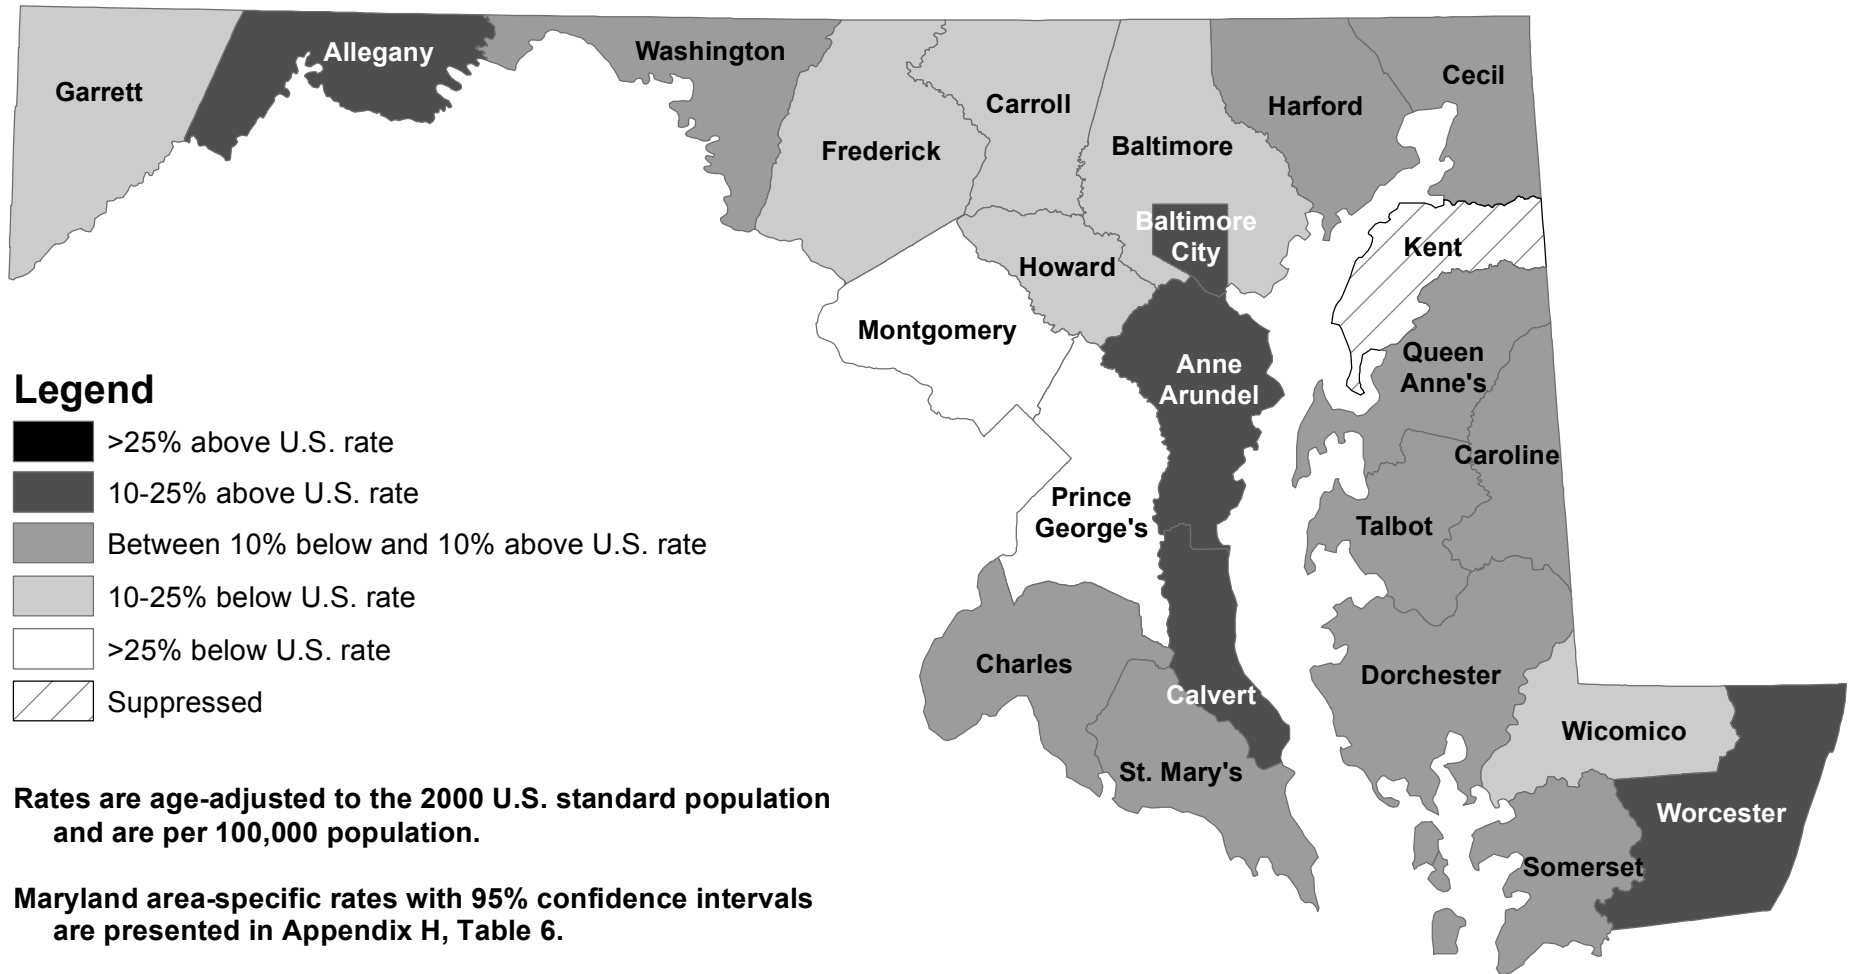 Garrett
Allegany
Washington
Frederick
Carroll
Baltimore
Harford
Cecil
Baltimore
City
Kent
Howard
Montgomery
Anne
Arundel
Queen
Anne's
Caroline
Prince
George's
Talbot
Charles
Calvert
Dorchester
St. Mary's
Wicomico
Worcester
Somerset
Legend
>25% above U.S. rate
10-25% above U.S. rate
Between 10% below and 10% above U.S. rate
10-25% below U.S. rate
>25% below U.S. rate
Suppressed
Rates are age-adjusted to the 2000 U.S. standard population
and are per 100,000 population.
Maryland area-specific rates with 95% confidence intervals
are presented in Appendix H, Table 6.